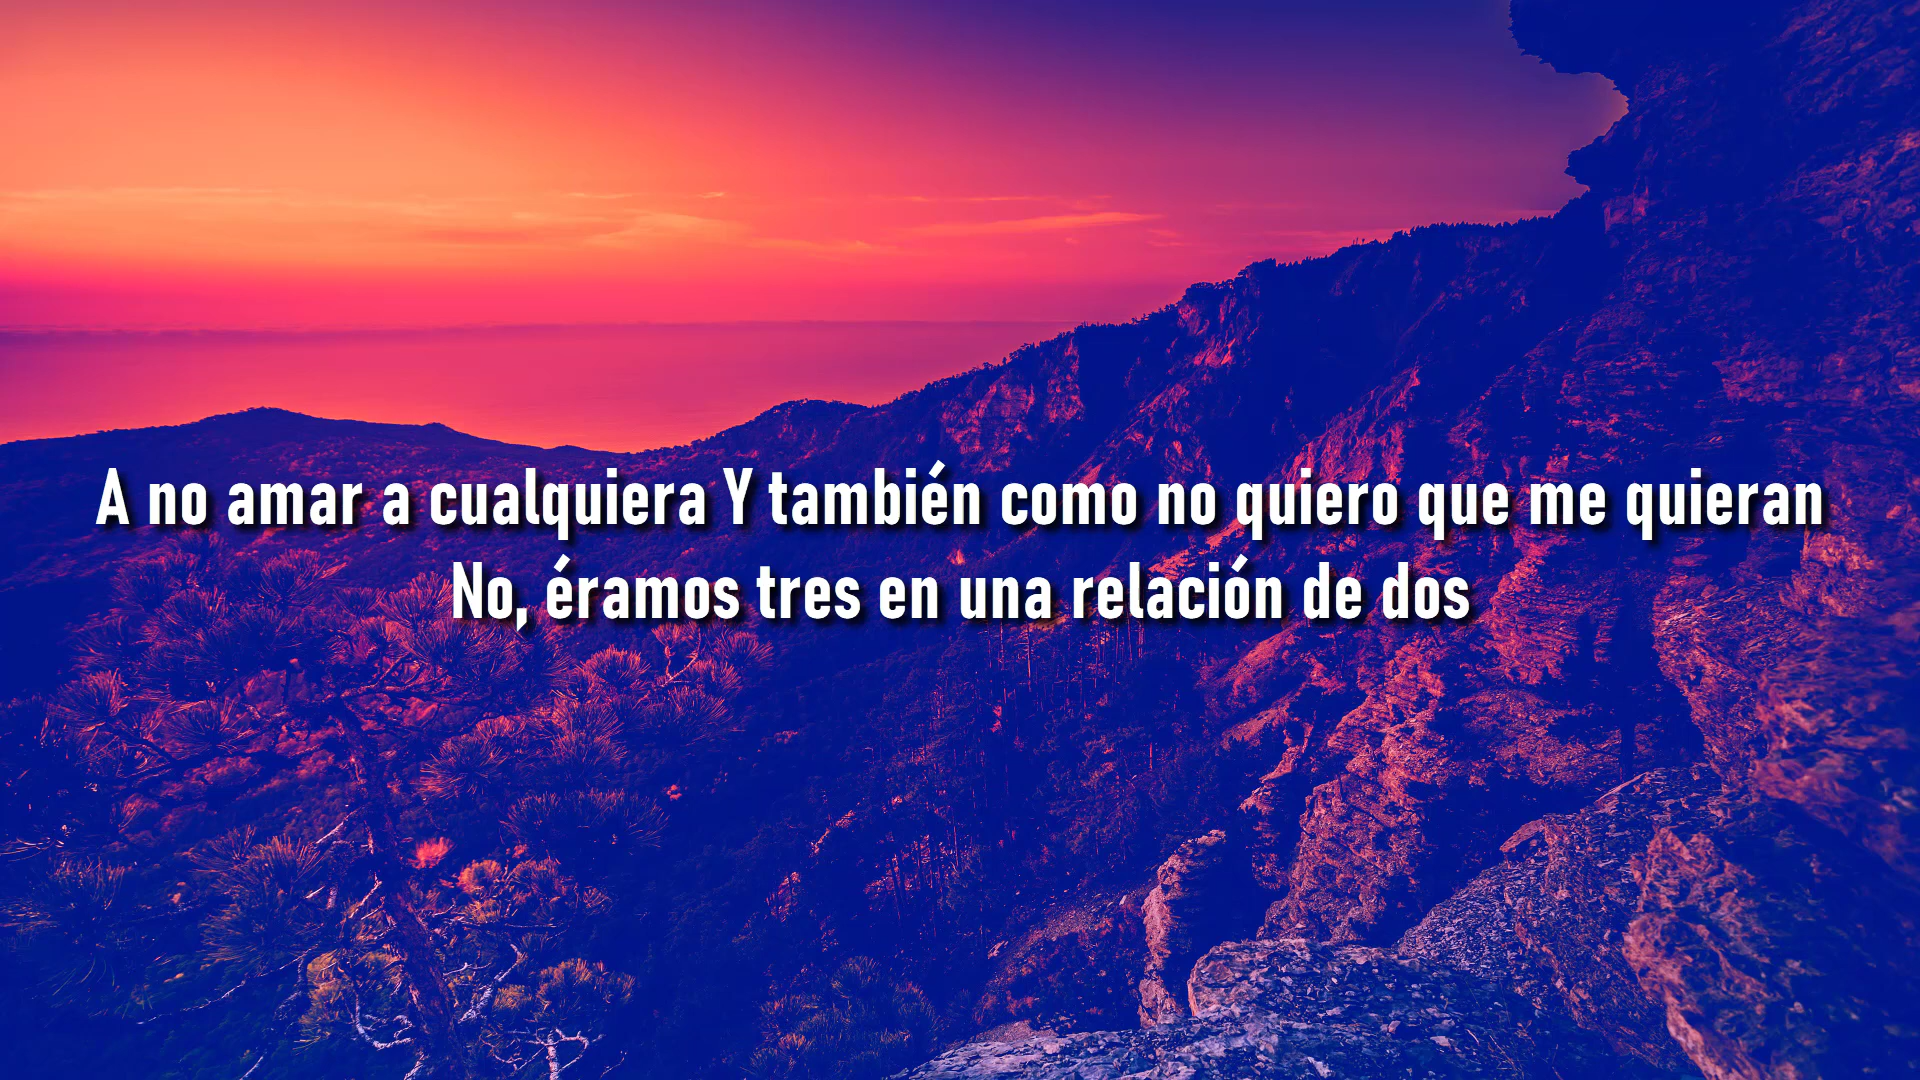 A no amar a cualquiera Y también como no quiero que me quieran
No, éramos tres en una relación de dos